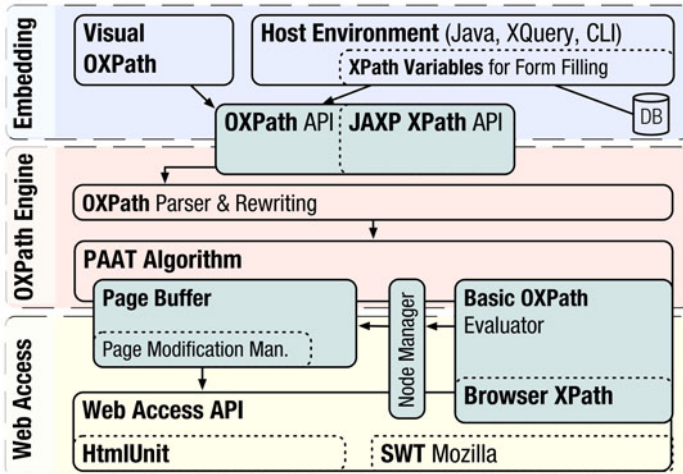 Embedding
Visual
OXPath
Host Environment (Java, XQuery, CLI)
XPath Variables for Form Filling
OXPath API
JAXP XPath API
DB
OXPath Engine
OXPath Parser & Rewriting
PAAT Algorithm
Page Buffer
Page Modification Man.
Node Manager
Basic OXPath
Evaluator
Browser XPath
Web Access
Web Access API
HtmlUnit
SWT Mozilla